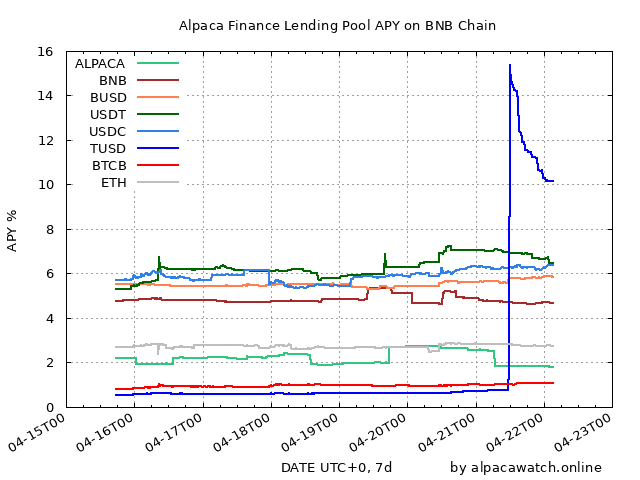 Alpaca Finance Lending Pool APY on BNB Chain
APY %
16
14
12
10
8
6
4
2
0
ALPACA
BNB
BUSD
USDT
USDC
TUSD
BTCB
ETH
04-15T00
04-16T00
04-17T00
04-18T00
04-19T00
04-20T00
04-21T00
04-22T00
04-23T00
DATE UTC+0, 7d
by alpacawatch.online